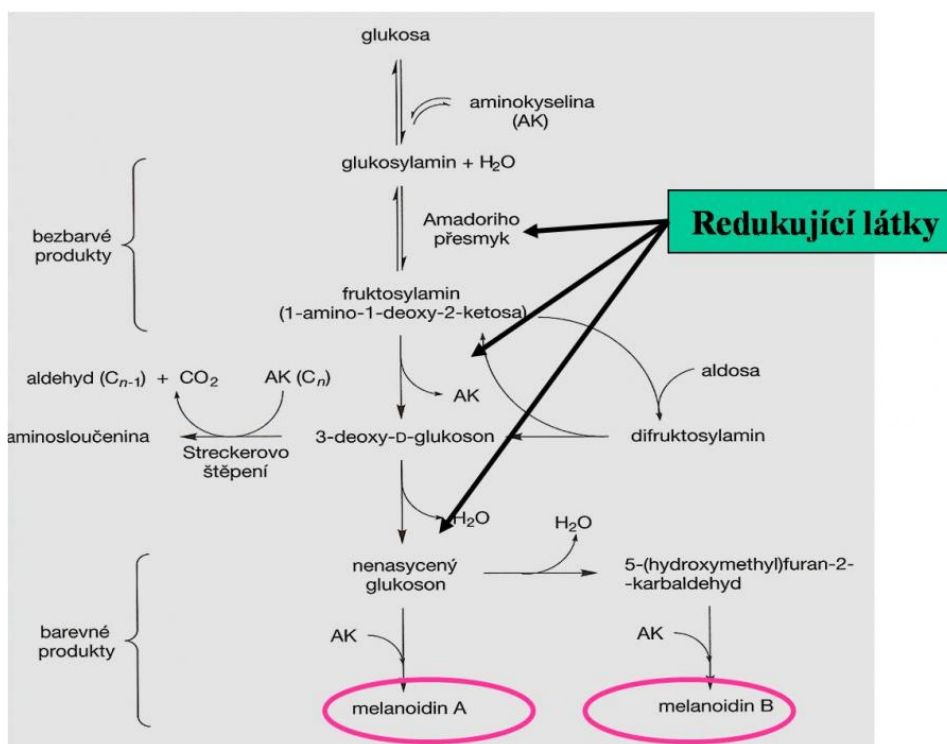 glukosa
aminokyselina
(AK)
glukosylamin + H₂O
Amadoriho
přesmyk
Redukující látky
bezbarvé
produkty
fruktosylamin
(1-amino-1-deoxy-2-ketosa)
aldehyd (Cn-1) + CO₂
AK (Cn)
AK
aldosa
aminosloučenina
Streckerovo
štěpení
3-deoxy-D-glukoson
difruktosylamin
H₂O
H₂O
nenasycený
glukoson
5-(hydroxymethyl)furan-2-
-karbaldehyd
barevné
produkty
AK
AK
melanoidin A
melanoidin B